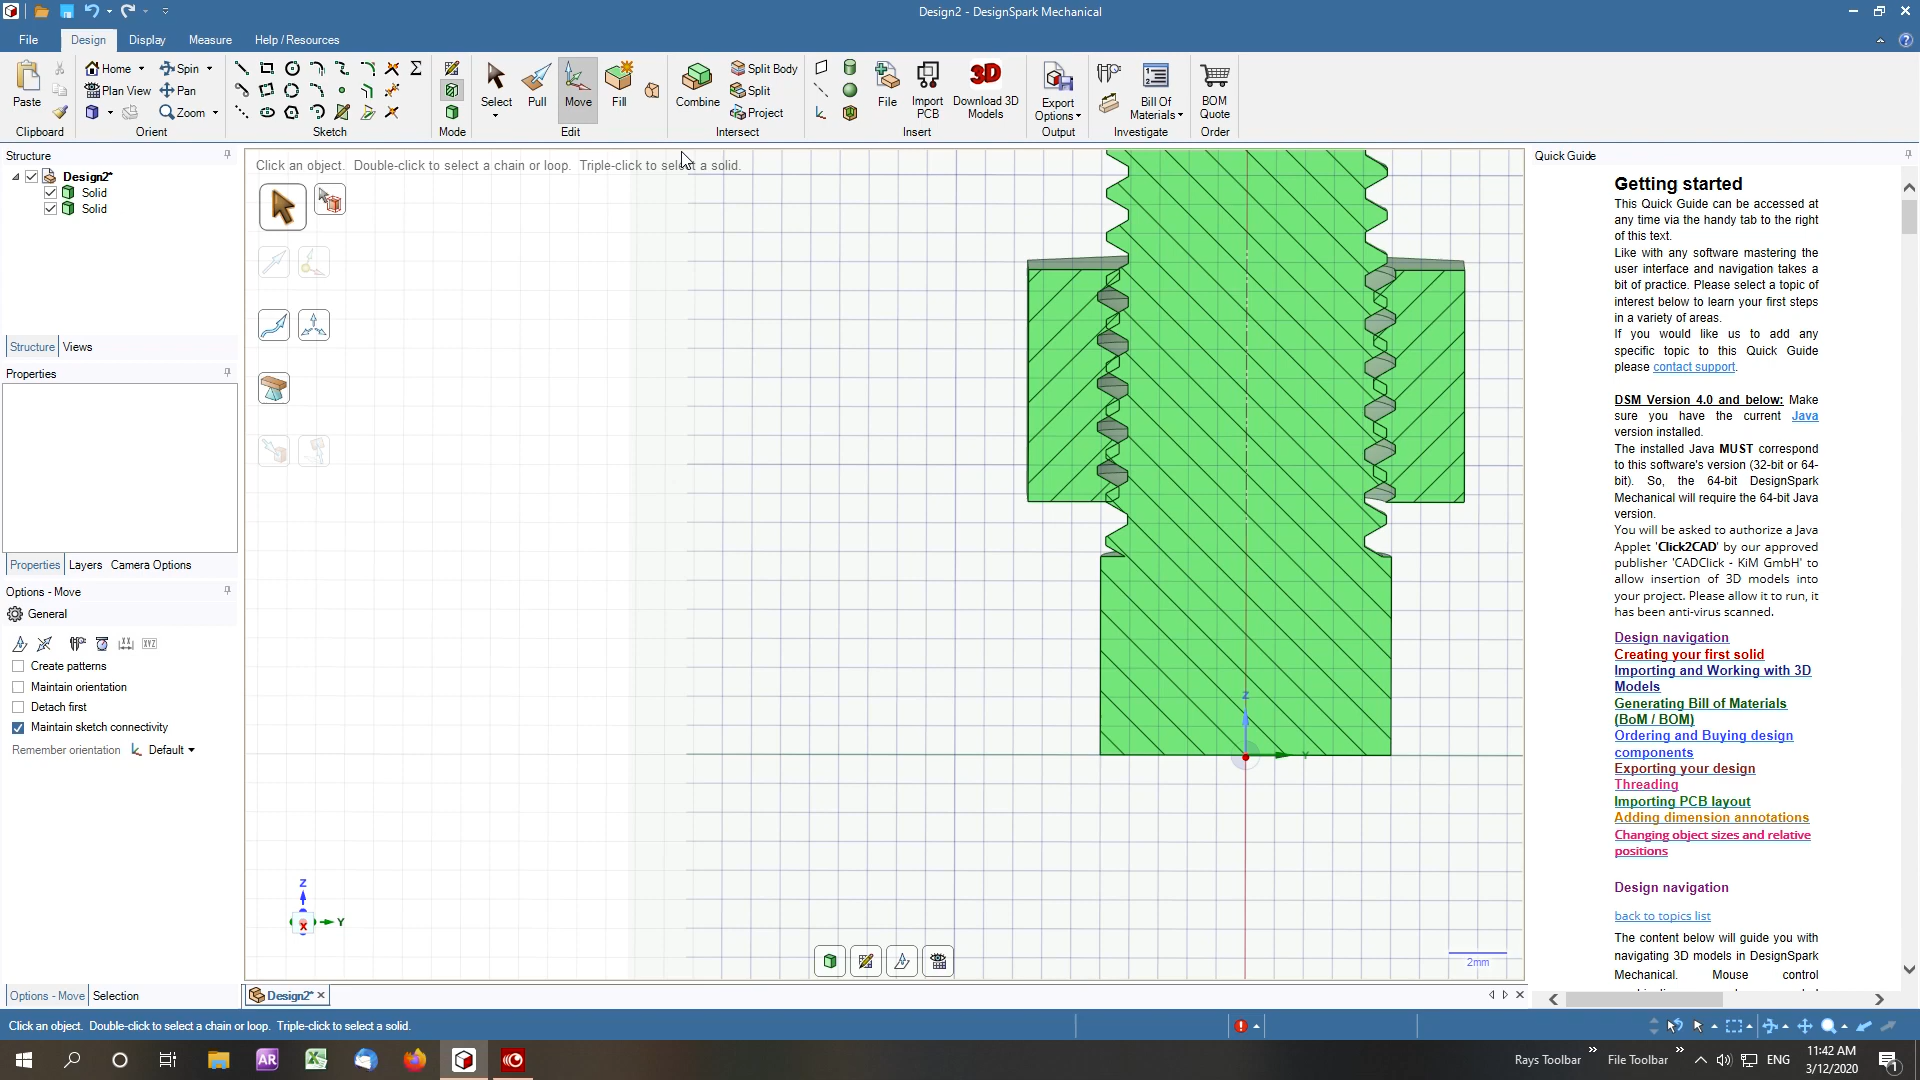 Design2 - DesignSpark Mechanical
File
Design
Display
Measure
Help / Resources
Paste
Clipboard
Home
Spin
Plan View
Pan
Zoom
Orient
Sketch
Mode
Select
Pull
Move
Fill
Edit
Combine
Split Body
Split
Project
Intersect
File
Import
PCB
Download 3D
Models
Insert
3D
Export
Options
Output
Bill Of
Materials
Investigate
BOM
Quote
Order
Structure
Design2*
Solid
Solid
Structure
Views
Properties
Properties
Layers
Camera Options
Options - Move
General
Create patterns
Maintain orientation
Detach first
Maintain sketch connectivity
Remember orientation
Default
Options - Move
Selection
Click an object. Double-click to select a chain or loop. Triple-click to select a solid.
Z
Y
Z
X
Y
2mm
Design2*
Quick Guide
Getting started
This Quick Guide can be accessed at
any time via the handy tab to the right
of this text.
Like with any software mastering the
user interface and navigation takes a
bit of practice. Please select a topic of
interest below to learn your first steps
in a variety of areas.
If you would like us to add any
specific topic to this Quick Guide
please contact support.
DSM Version 4.0 and below: Make
sure you have the current Java
version installed.
The installed Java MUST correspond
to this software's version (32-bit or 64-
bit). So, the 64-bit DesignSpark
Mechanical will require the 64-bit Java
version.
You will be asked to authorize a Java
Applet 'Click2CAD' by our approved
publisher 'CADClick - KiM GmbH' to
allow insertion of 3D models into
your project. Please allow it to run, it
has been anti-virus scanned.
Design navigation
Creating your first solid
Importing and Working with 3D
Models
Generating Bill of Materials
(BoM / BOM)
Ordering and Buying design
components
Exporting your design
Threading
Importing PCB layout
Adding dimension annotations
Changing object sizes and relative
positions
Design navigation
back to topics list
The content below will guide you with
navigating 3D models in DesignSpark
Mechanical. Mouse control
Click an object. Double-click to select a chain or loop. Triple-click to select a solid.
AR
Rays Toolbar
File Toolbar
ENG
11:42 AM
3/12/2020
1